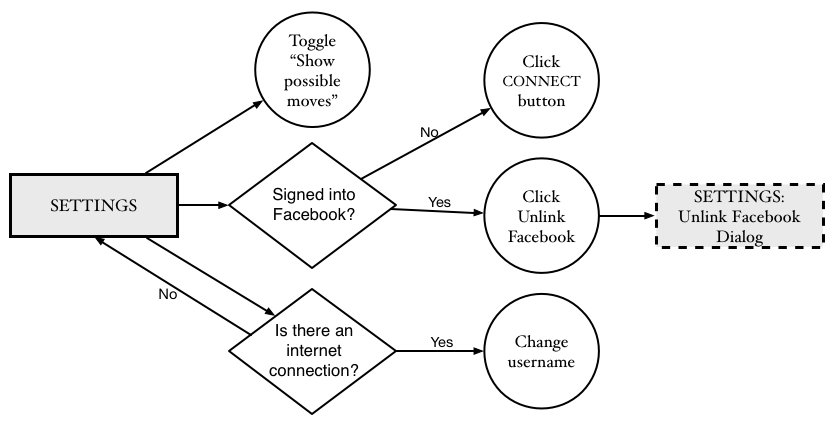 Toggle
“Show
possible
moves”
Click
CONNECT
button
No
SETTINGS
Signed into
Facebook?
Yes
Click
Unlink
Facebook
SETTINGS:
Unlink Facebook
Dialog
No
Is there an
internet
connection?
Yes
Change
username